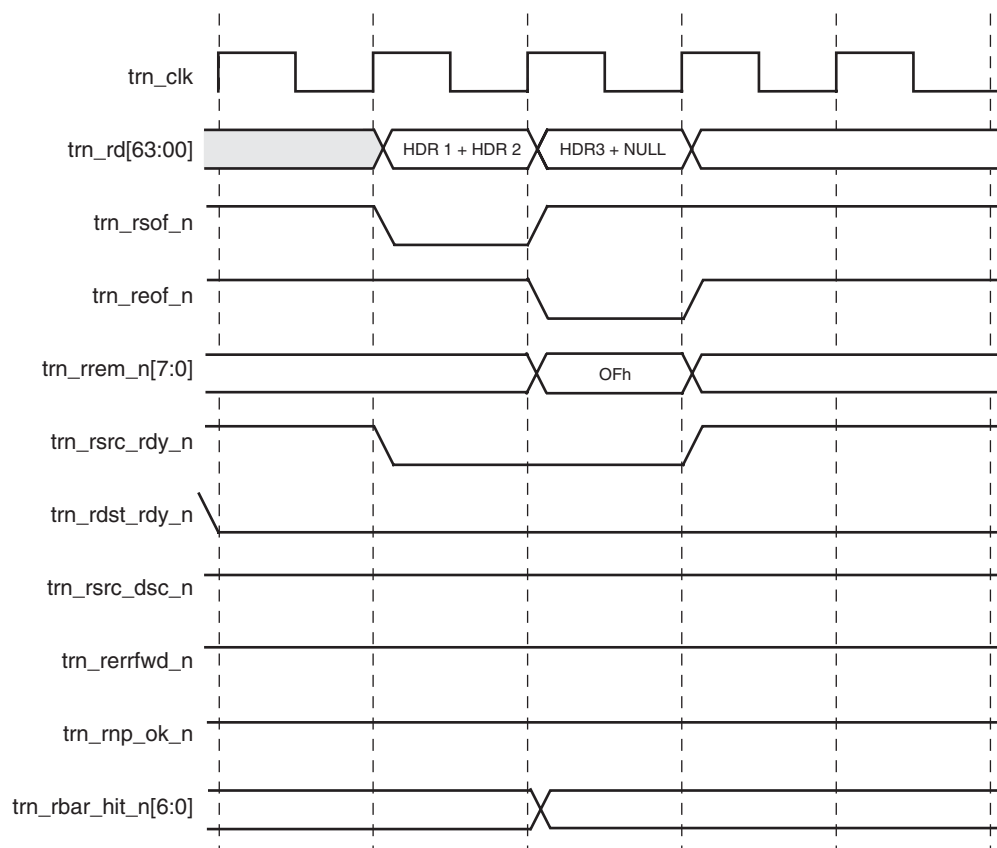 trn_clk
trn_rd[63:00]
HDR 1 + HDR 2
HDR3 + NULL
trn_rsof_n
trn_reof_n
trn_rrem_n[7:0]
OFh
trn_rsrc_rdy_n
trn_rdst_rdy_n
trn_rsrc_dsc_n
trn_rerrfwd_n
trn_rnp_ok_n
trn_rbar_hit_n[6:0]